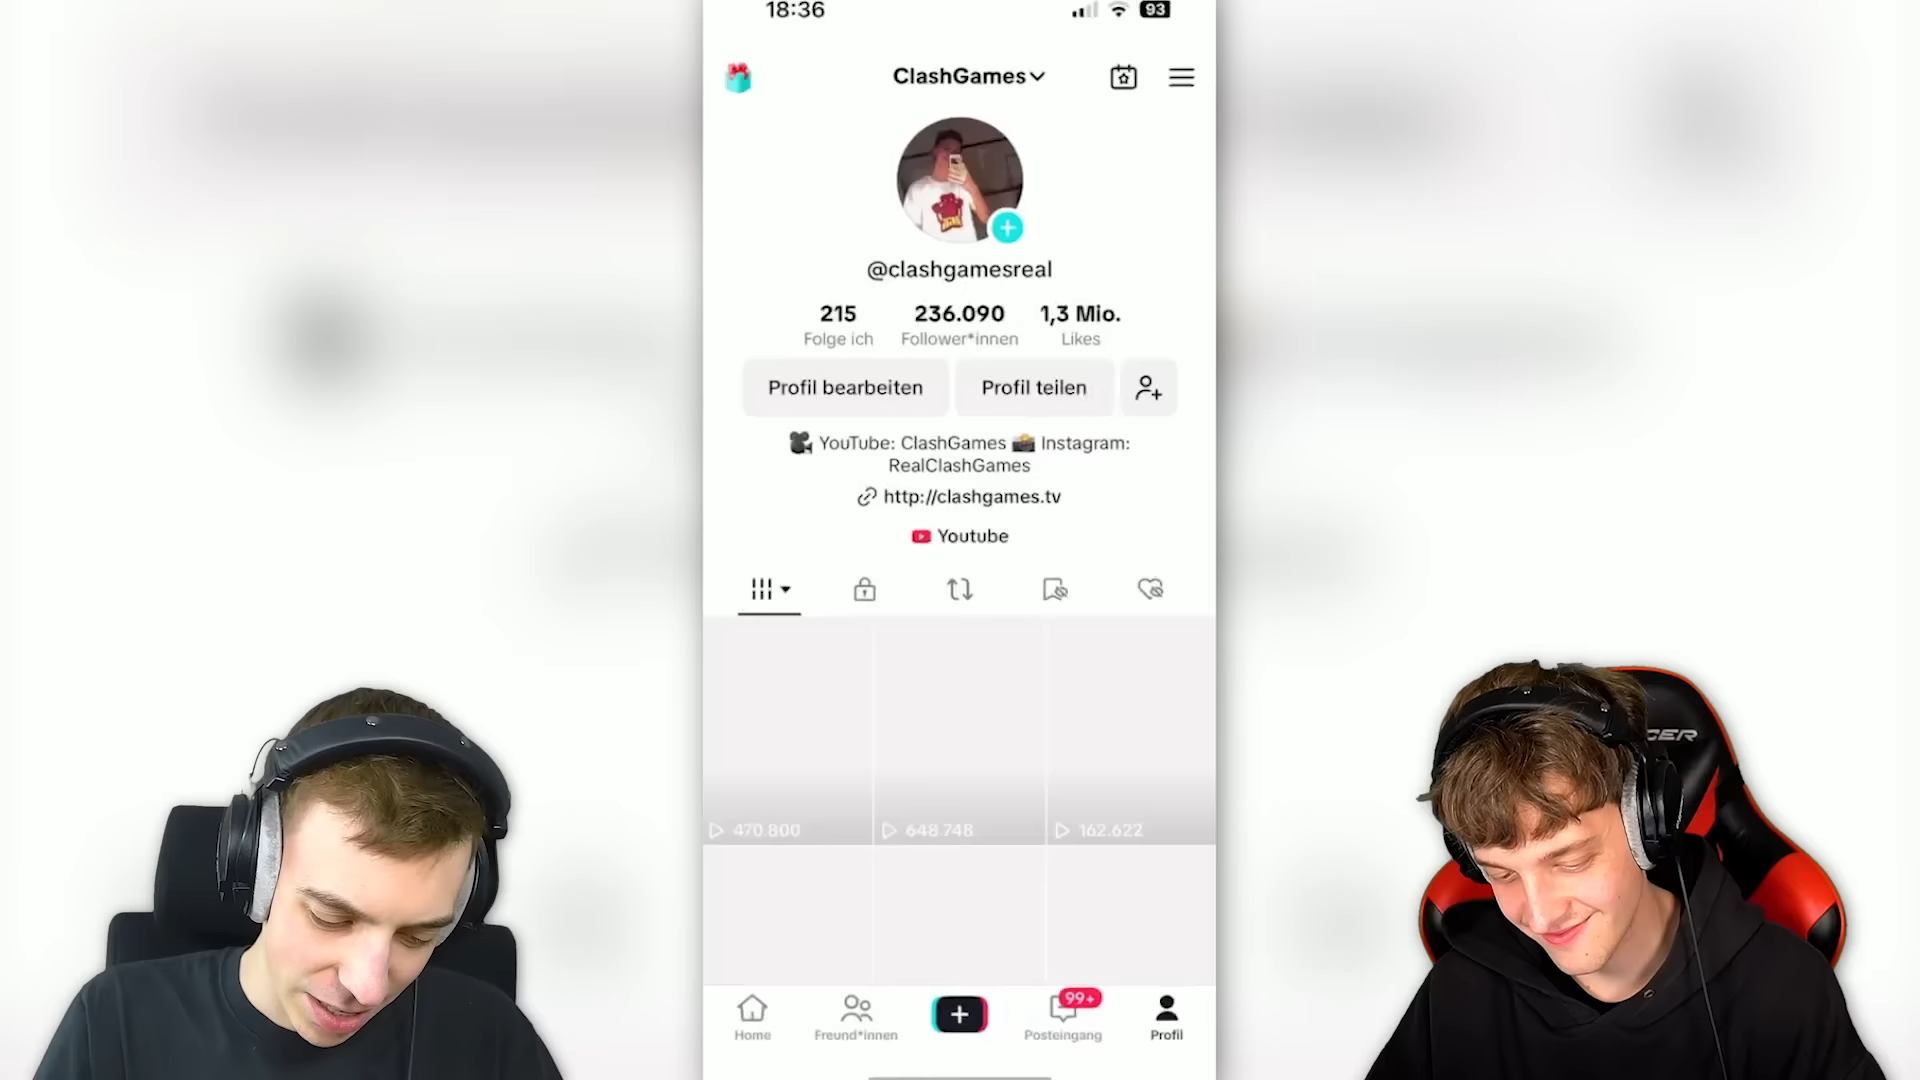 18:36
93
ClashGames
@clashgamesreal
215 236.090 1,3 Mio.
Folge ich Follower*innen Likes
Profil bearbeiten Profil teilen
YouTube: ClashGames Instagram:
RealClashGames
http://clashgames.tv
Youtube
470.800 648.748 162.622
99+
Home Freund*innen Posteingang Profil